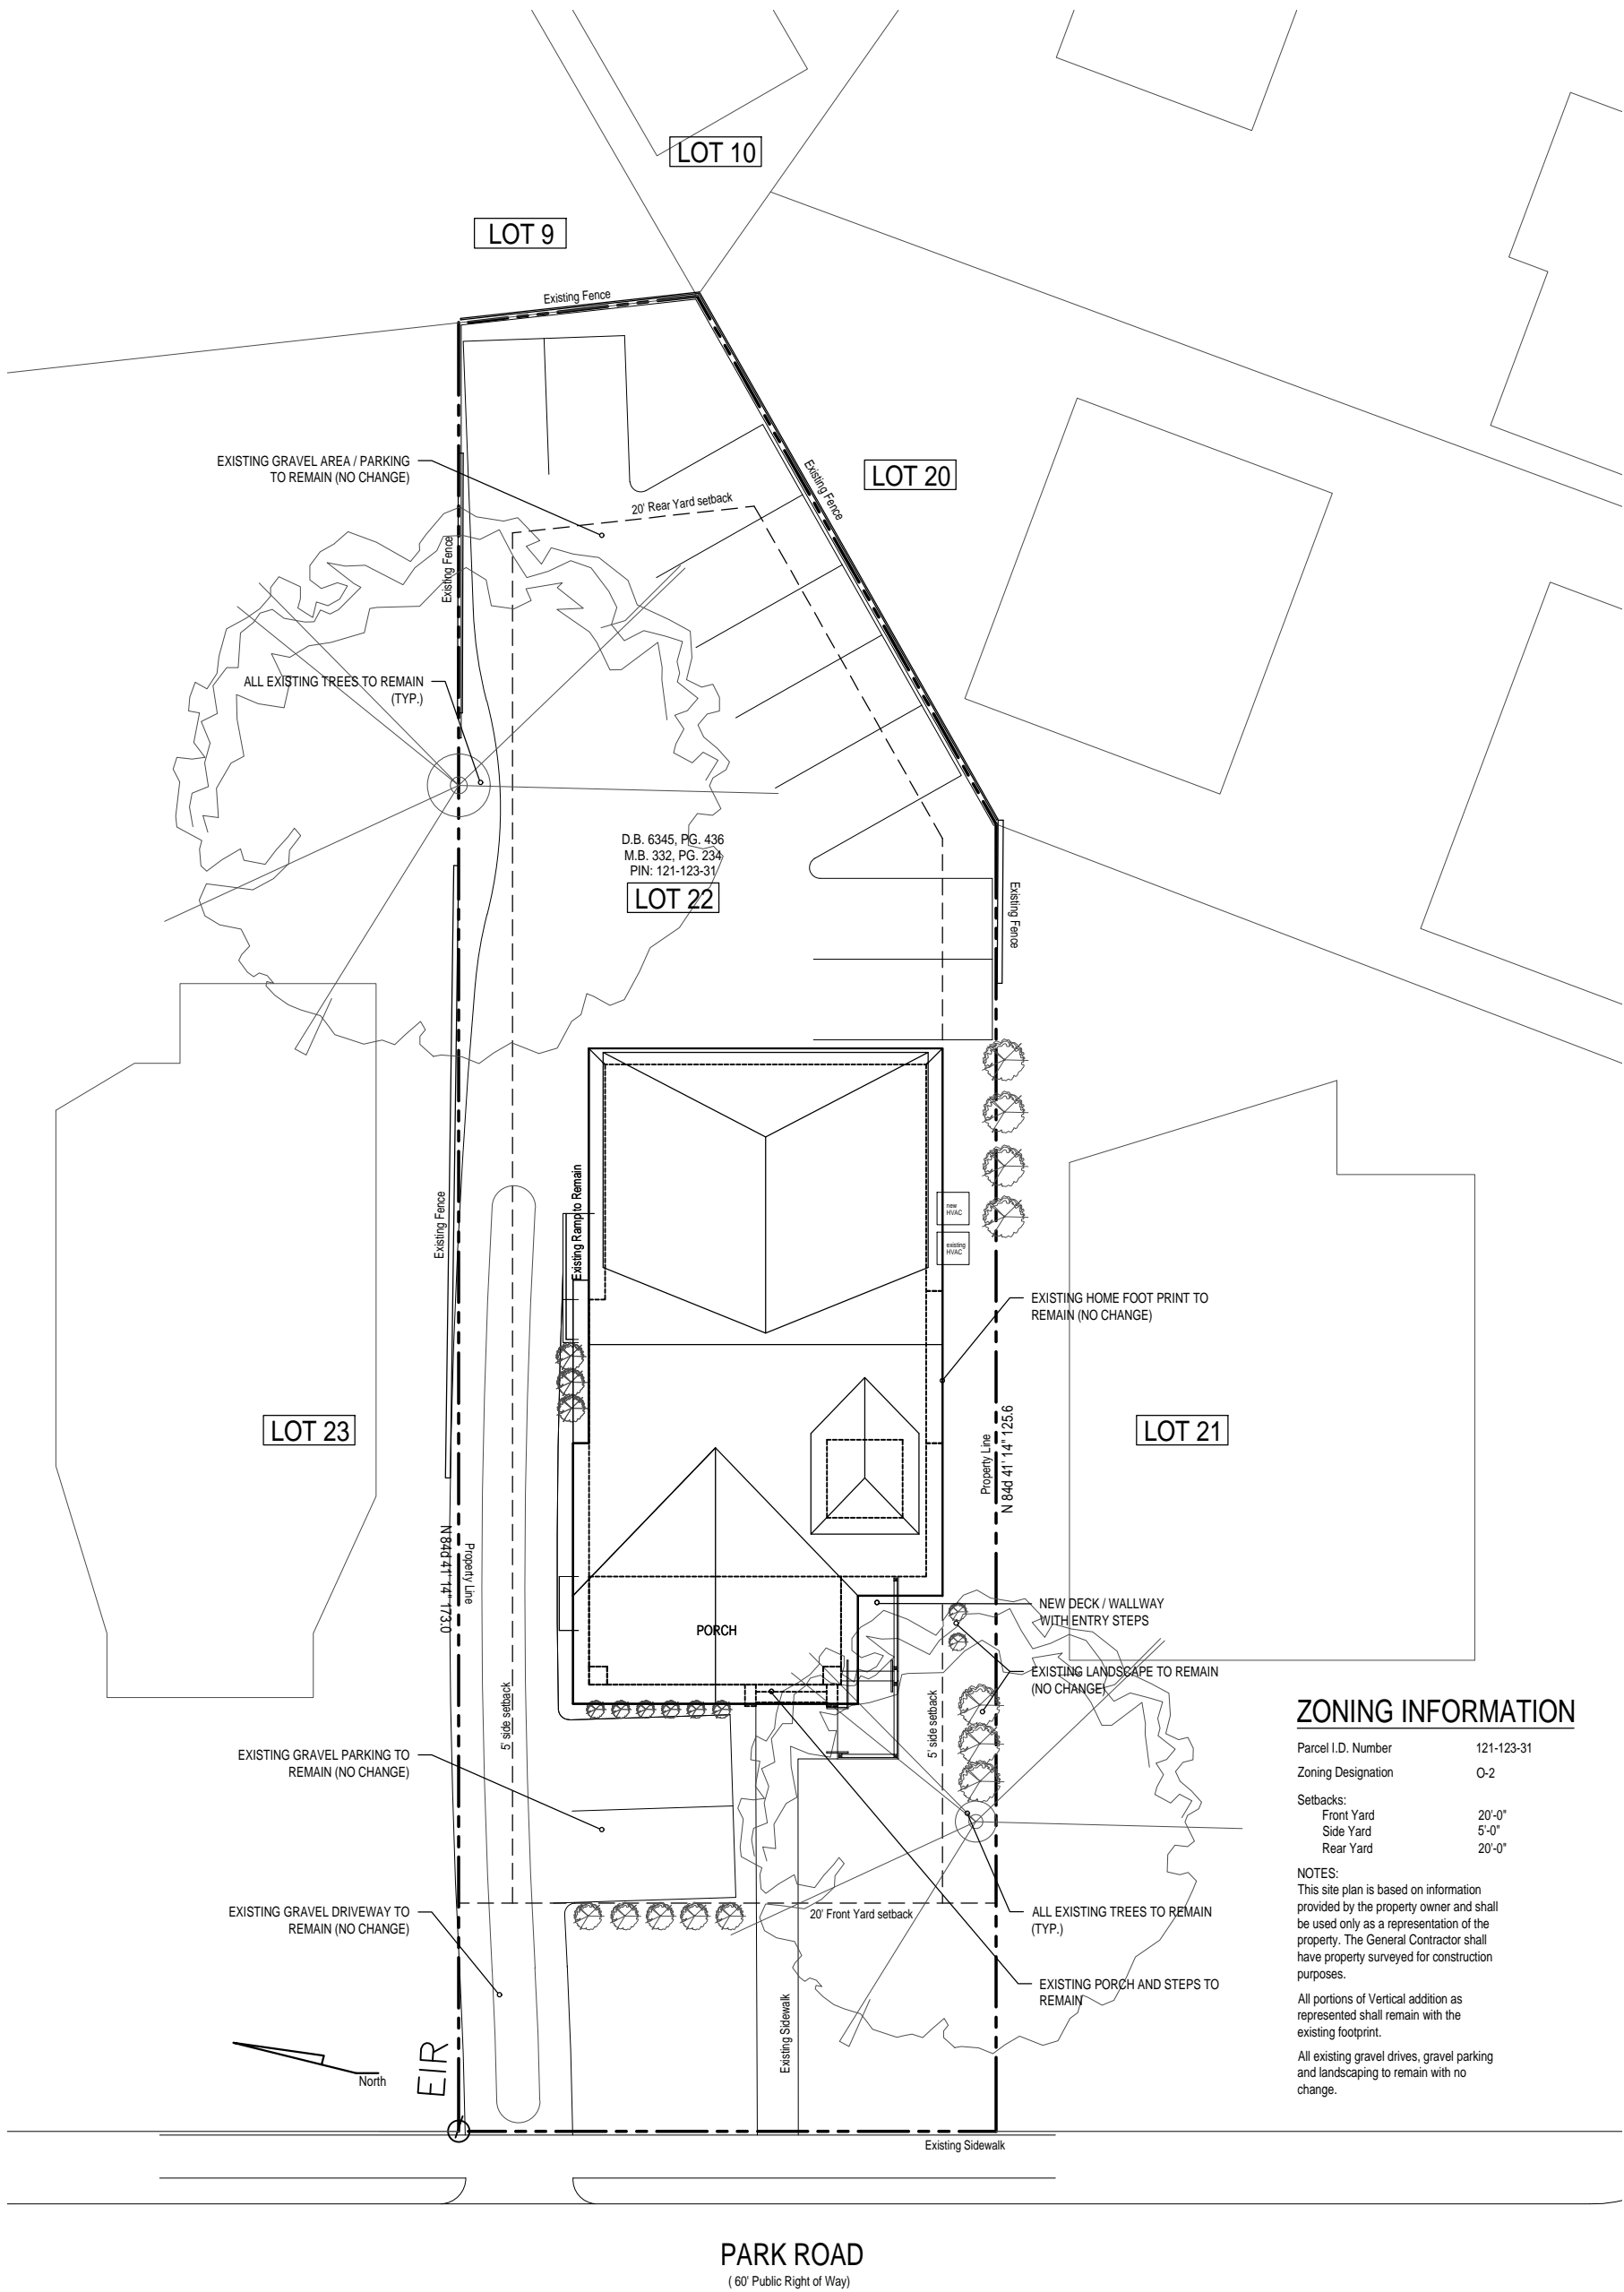 LOT 10
LOT 9
Existing Fence
EXISTING GRAVEL AREA / PARKING
TO REMAIN (NO CHANGE)
LOT 20
Existing Fence
20' Rear Yard setback
Existing Fence
ALL EXISTING TREES TO REMAIN
(TYP.)
D.B. 6345, PG. 436
M.B. 332, PG. 234
PIN: 121-123-31
LOT 22
Existing Fence
Existing Fence
Existing Ramp to Remain
new
HVAC
existing
HVAC
EXISTING HOME FOOT PRINT TO
REMAIN (NO CHANGE)
LOT 23
LOT 21
Property Line
N 84d 41' 14" 125.6
N 84d 41' 14" 173.0
Property Line
NEW DECK / WALLWAY
WITH ENTRY STEPS
PORCH
EXISTING LANDSCAPE TO REMAIN
(NO CHANGE)
5' side setback
5' side setback
EXISTING GRAVEL PARKING TO
REMAIN (NO CHANGE)
EXISTING GRAVEL DRIVEWAY TO
REMAIN (NO CHANGE)
20' Front Yard setback
ALL EXISTING TREES TO REMAIN
(TYP.)
EXISTING PORCH AND STEPS TO
REMAIN
Existing Sidewalk
North
EIR
Existing Sidewalk
ZONING INFORMATION
Parcel I.D. Number 121-123-31
Zoning Designation O-2
Setbacks:
Front Yard 20'-0"
Side Yard 5'-0"
Rear Yard 20'-0"
NOTES:
This site plan is based on information
provided by the property owner and shall
be used only as a representation of the
property. The General Contractor shall
have property surveyed for construction
purposes.
All portions of Vertical addition as
represented shall remain with the
existing footprint.
All existing gravel drives, gravel parking
and landscaping to remain with no
change.
PARK ROAD
( 60' Public Right of Way)